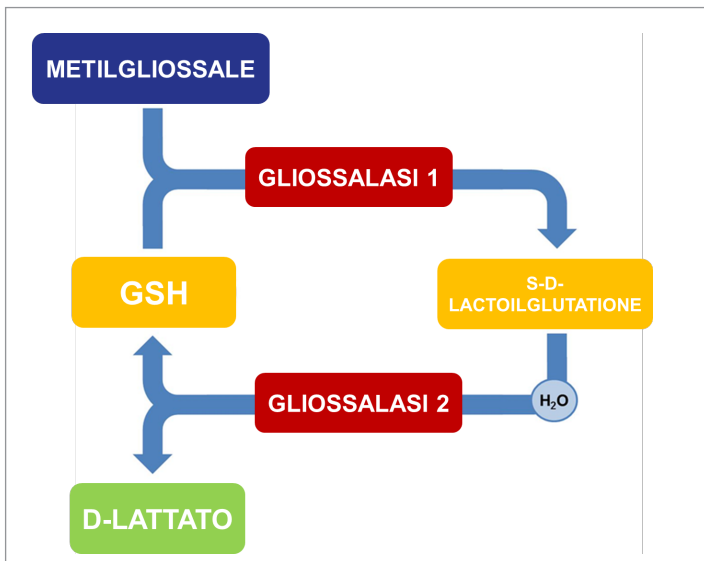 METILGLIOSSALE
GLIOSSALASI 1
GSH
S-D-
LACTOILGLUTATIONE
GLIOSSALASI 2
H₂O
D-LATTATO